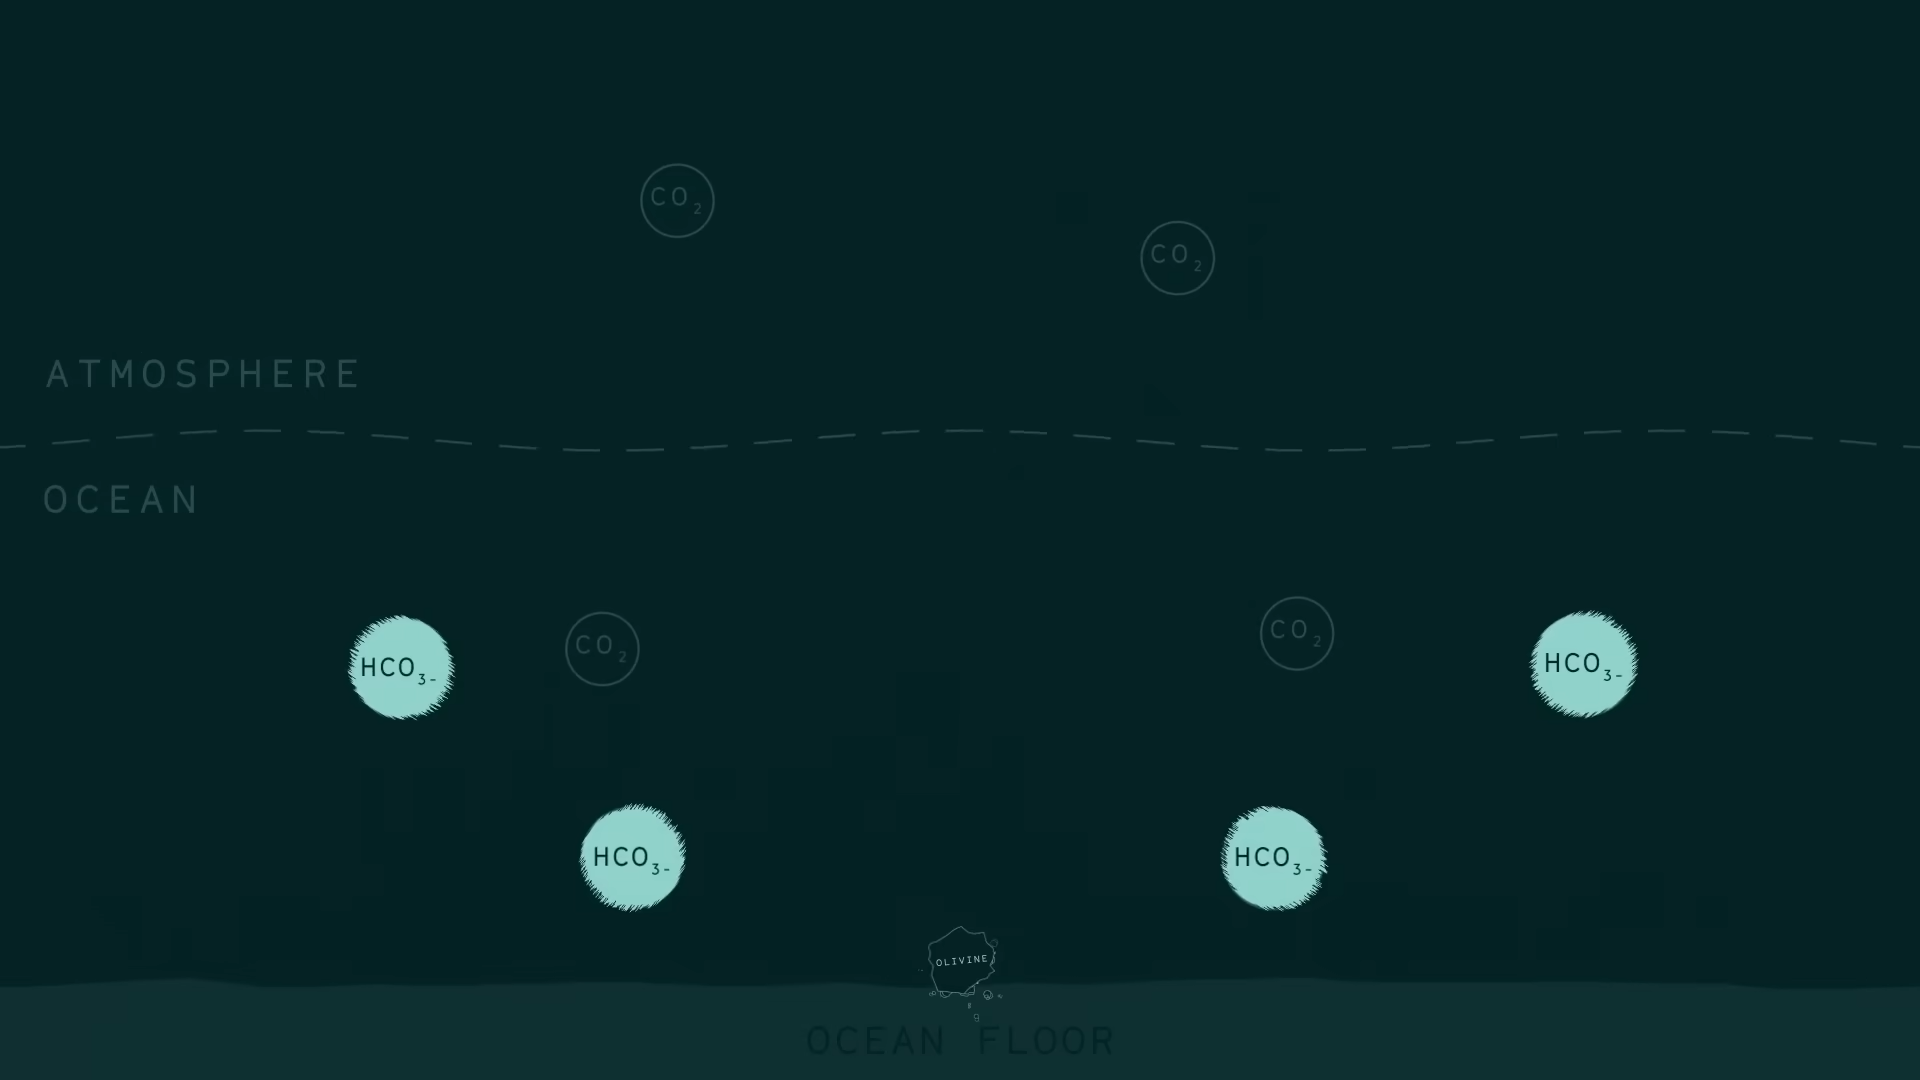 CO₂
CO₂
ATMOSPHERE
OCEAN
HCO₃₋
CO₂
CO₂
HCO₃₋
HCO₃₋
HCO₃₋
OLIVINE
OCEAN FLOOR